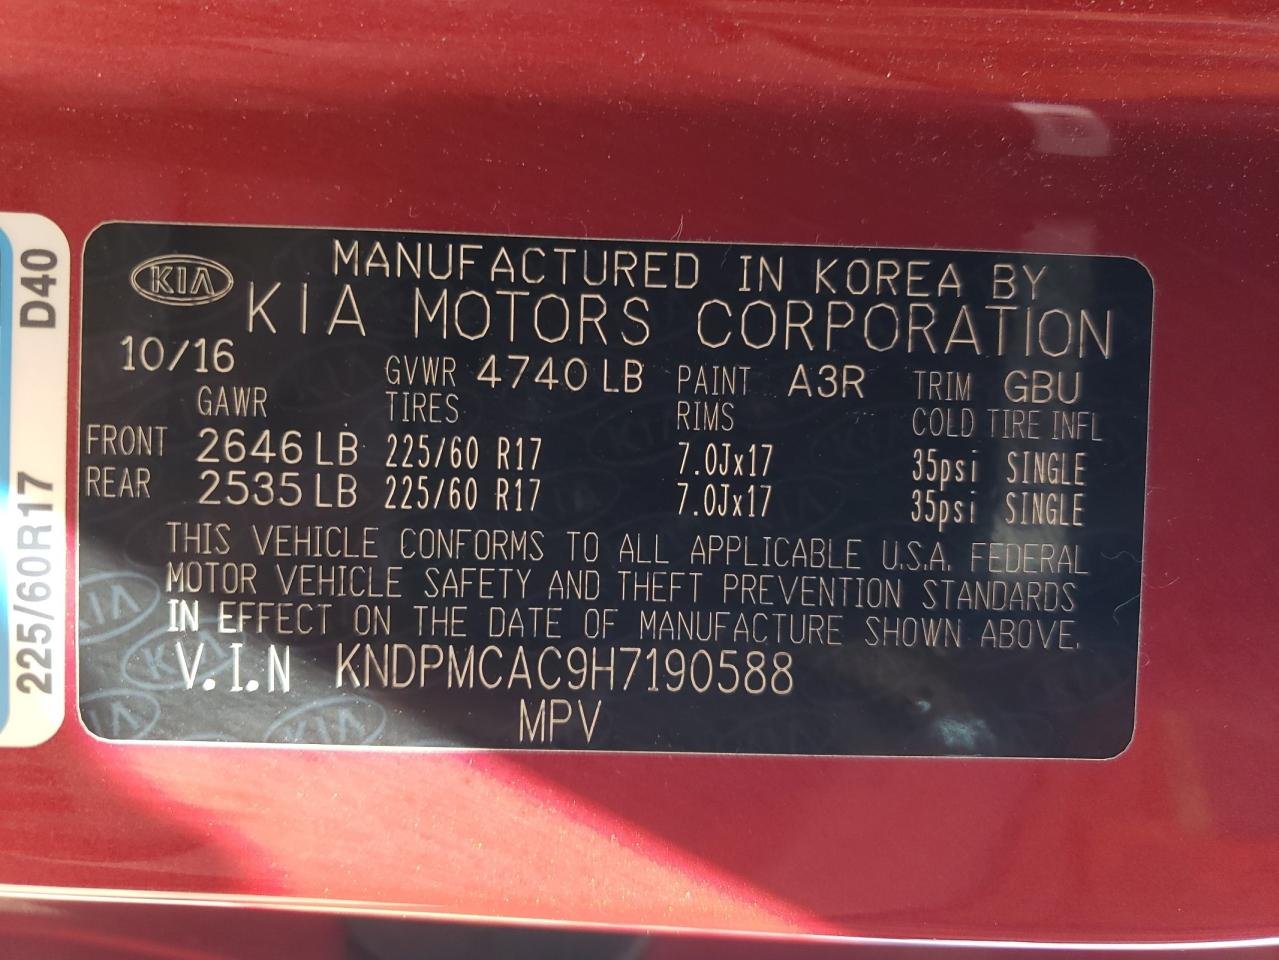 KIA
MANUFACTURED IN KOREA BY
KIA MOTORS CORPORATION
10/16 GVWR 4740 LB PAINT A3R TRIM GBU
GAWR TIRES RIMS COLD TIRE INFL
FRONT 2646 LB 225/60 R17 7.0Jx17 35psi SINGLE
REAR 2535 LB 225/60 R17 7.0Jx17 35psi SINGLE
THIS VEHICLE CONFORMS TO ALL APPLICABLE U.S.A. FEDERAL
MOTOR VEHICLE SAFETY AND THEFT PREVENTION STANDARDS
IN EFFECT ON THE DATE OF MANUFACTURE SHOWN ABOVE.
V.I.N KNDPMCAC9H7190588
MPV
225/60R17 D40